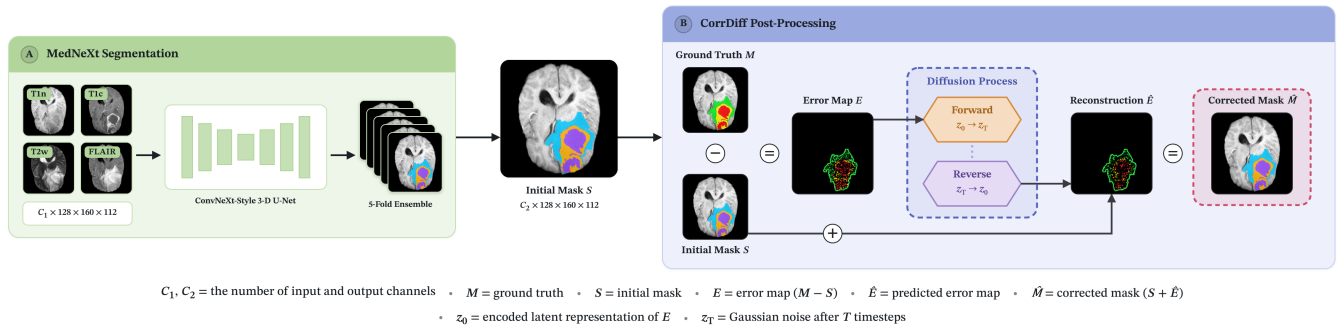 A MedNeXt Segmentation
T1n
T1c
T2w
FLAIR
C₁ × 128 × 160 × 112
ConvNeXt-Style 3-D U-Net
5-Fold Ensemble
Initial Mask S
C₂ × 128 × 160 × 112
B CorrDiff Post-Processing
Ground Truth M
−
=
Initial Mask S
+
Error Map E
Diffusion Process
Forward
z₀ → z_T
Reverse
z_T → z₀
Reconstruction Ê
=
Corrected Mask M̂
C₁, C₂ = the number of input and output channels • M = ground truth • S = initial mask • E = error map (M − S) • Ê = predicted error map • M̂ = corrected mask (S + Ê)
• z₀ = encoded latent representation of E • z_T = Gaussian noise after T timesteps